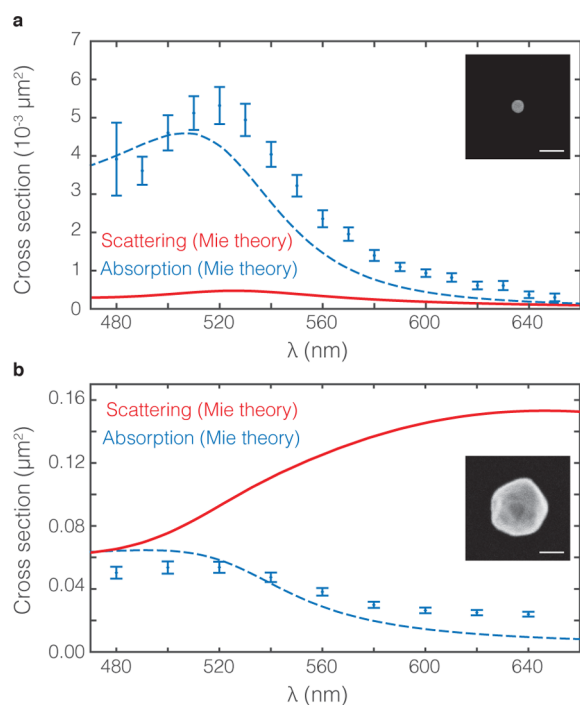 a
7
6
5
4
3
2
1
0
Cross section (10⁻³ μm²)
Scattering (Mie theory)
Absorption (Mie theory)
480 520 560 600 640
λ (nm)
b
0.16
0.12
0.08
0.04
0.00
Cross section (μm²)
Scattering (Mie theory)
Absorption (Mie theory)
480 520 560 600 640
λ (nm)